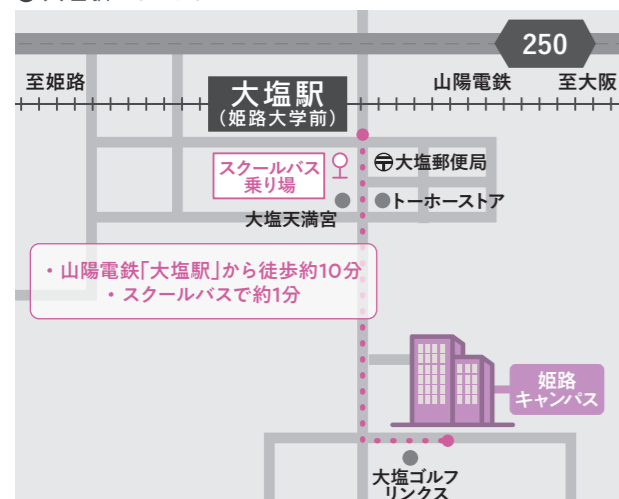 250
至姫路
大塩駅
(姫路大学前)
山陽電鉄
至大阪
スクールバス
乗り場
大塩郵便局
トーホーストア
大塩天満宮
・山陽電鉄「大塩駅」から徒歩約10分
・スクールバスで約1分
姫路
キャンパス
大塩ゴルフ
リンクス